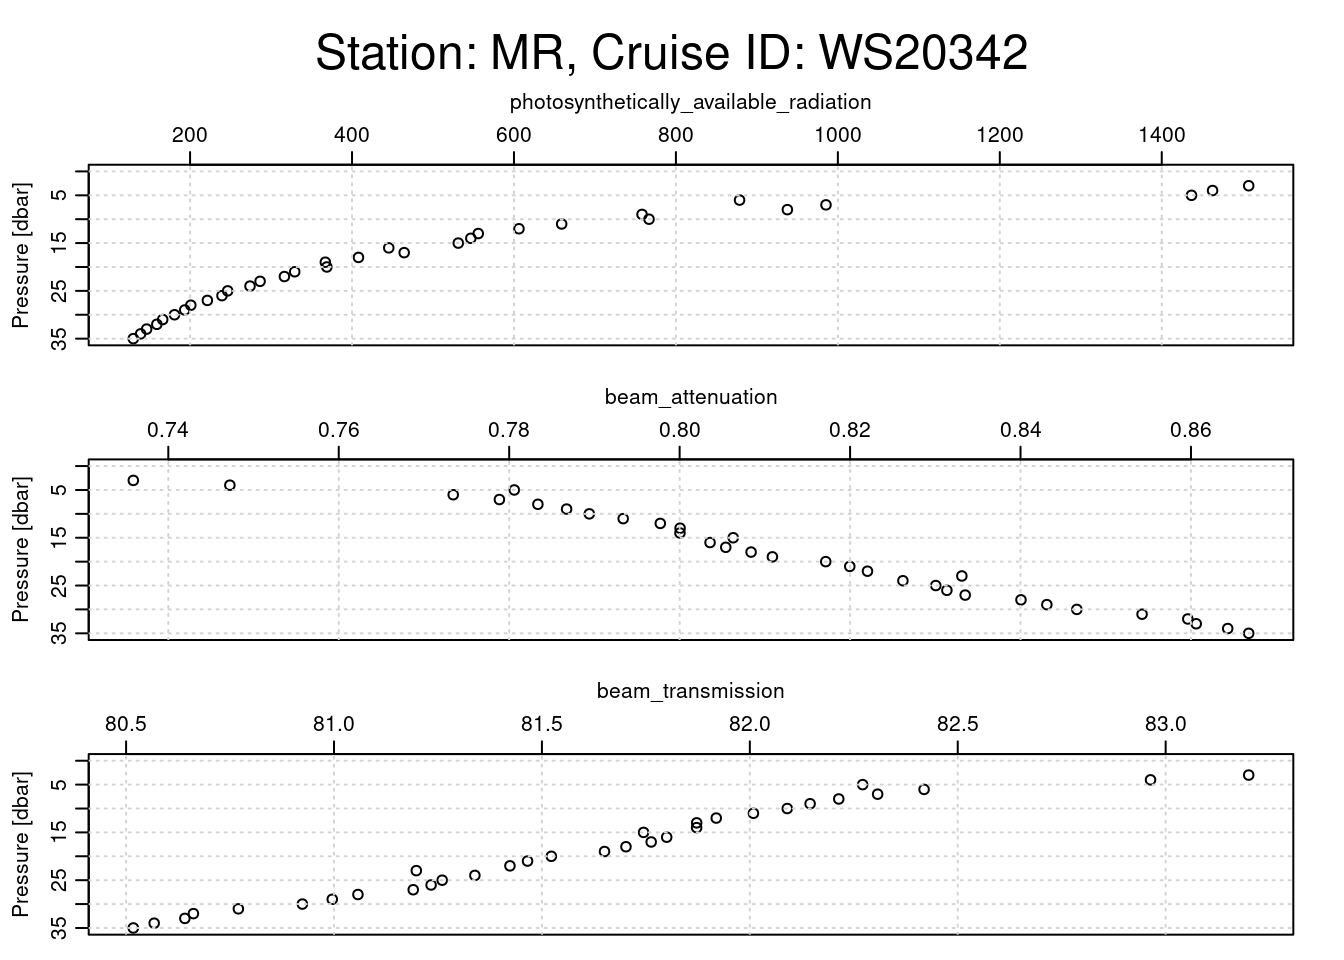 Station: MR, Cruise ID: WS20342
photosynthetically_available_radiation
200 400 600 800 1000 1200 1400
Pressure [dbar]
5
15
25
35
beam_attenuation
0.74 0.76 0.78 0.80 0.82 0.84 0.86
Pressure [dbar]
5
15
25
35
beam_transmission
80.5 81.0 81.5 82.0 82.5 83.0
Pressure [dbar]
5
15
25
35